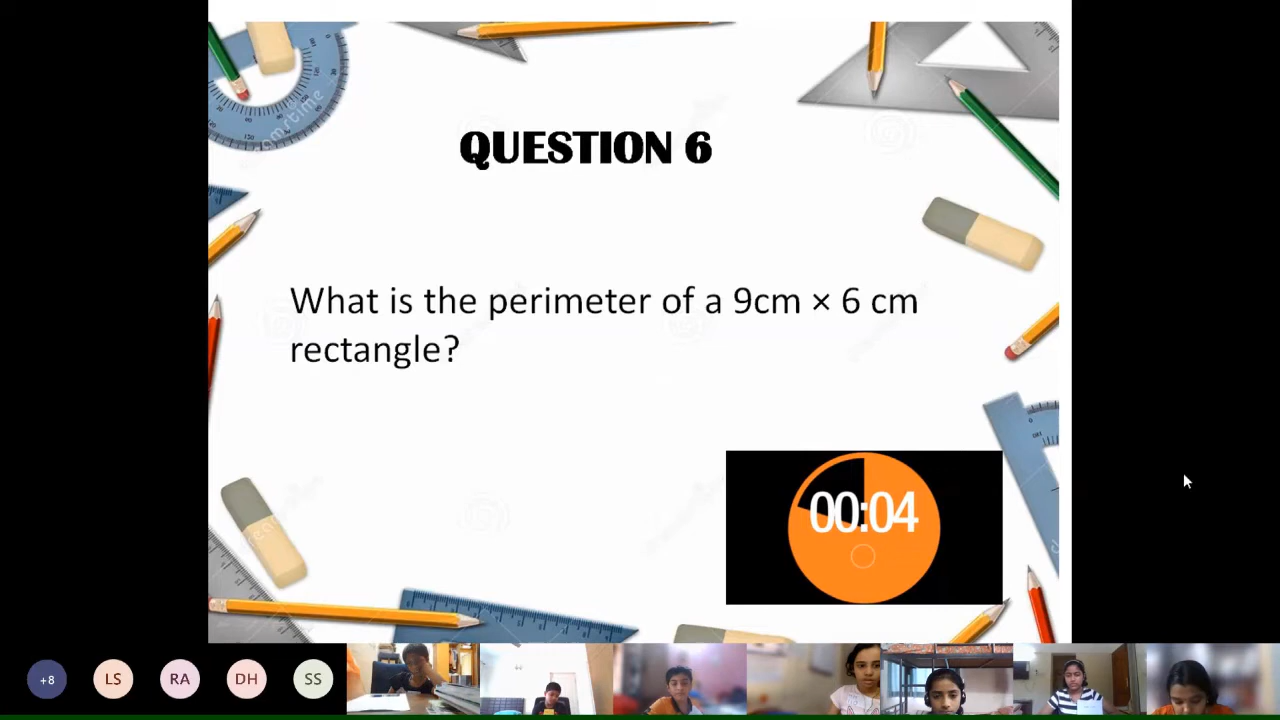 QUESTION 6
What is the perimeter of a 9cm × 6 cm
rectangle?
00:04
+8
LS
RA
DH
SS